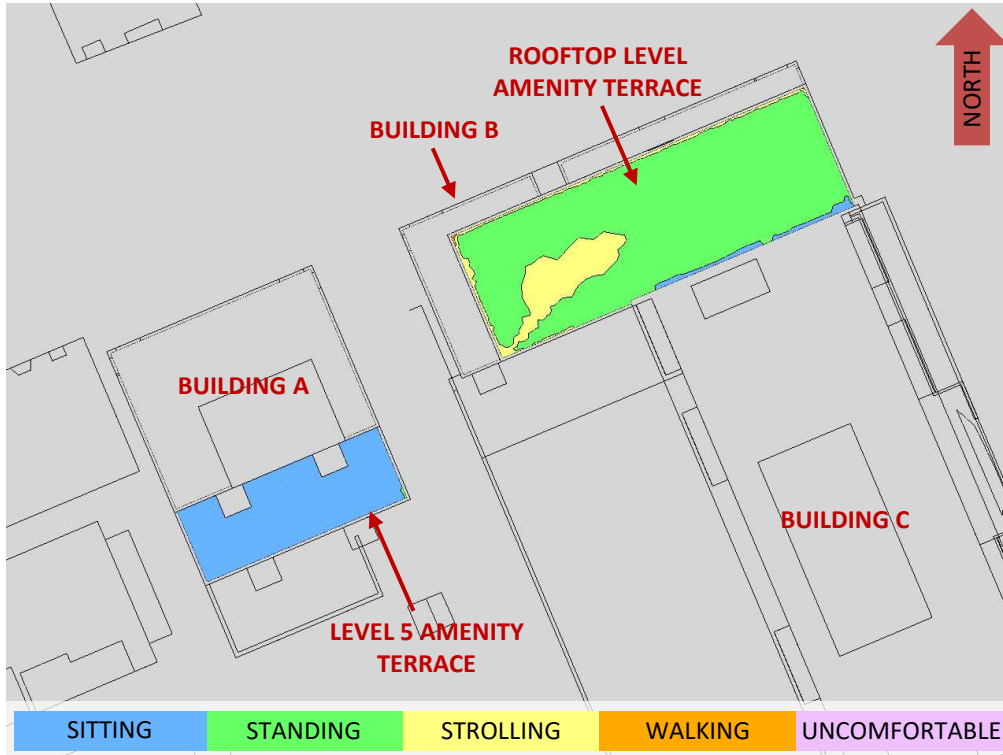 ROOFTOP LEVEL
AMENITY TERRACE
NORTH
BUILDING B
BUILDING A
BUILDING C
LEVEL 5 AMENITY
TERRACE
SITTING
STANDING
STROLLING
WALKING
UNCOMFORTABLE